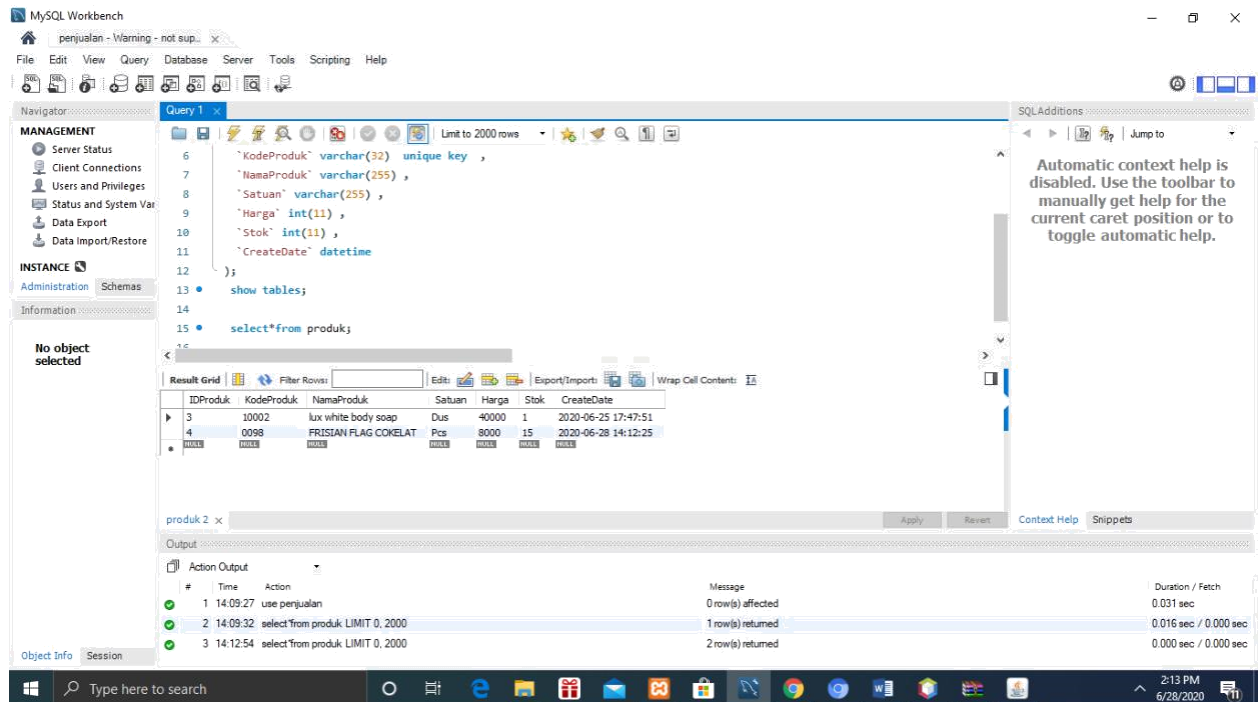 MySQL Workbench
penjualan - Warning - not sup...
File Edit View Query Database Server Tools Scripting Help
Navigator
MANAGEMENT
Server Status
Client Connections
Users and Privileges
Status and System Var
Data Export
Data Import/Restore
INSTANCE
Administration Schemas
Information
No object
selected
Object Info Session
Query 1
Limit to 2000 rows
6 `KodeProduk` varchar(32) unique key ,
7 `NamaProduk` varchar(255) ,
8 `Satuan` varchar(255) ,
9 `Harga` int(11) ,
10 `Stok` int(11) ,
11 `CreateDate` datetime
12 );
13 show tables;
14
15 select*from produk;
16
Result Grid Filter Rows: Edit: Export/Import: Wrap Cell Content:
IDProduk KodeProduk NamaProduk Satuan Harga Stok CreateDate
3 10002 lux white body soap Dus 40000 1 2020-06-25 17:47:51
4 0098 FRISIAN FLAG COKELAT Pcs 8000 15 2020-06-28 14:12:25
NULL NULL NULL NULL NULL NULL NULL
produk 2 Apply Revert
SQLAdditions
Jump to
Automatic context help is
disabled. Use the toolbar to
manually get help for the
current caret position or to
toggle automatic help.
Context Help Snippets
Output
Action Output
# Time Action Message Duration / Fetch
1 14:09:27 use penjualan 0 row(s) affected 0.031 sec
2 14:09:32 select*from produk LIMIT 0, 2000 1 row(s) returned 0.016 sec / 0.000 sec
3 14:12:54 select*from produk LIMIT 0, 2000 2 row(s) returned 0.000 sec / 0.000 sec
Type here to search
2:13 PM
6/28/2020